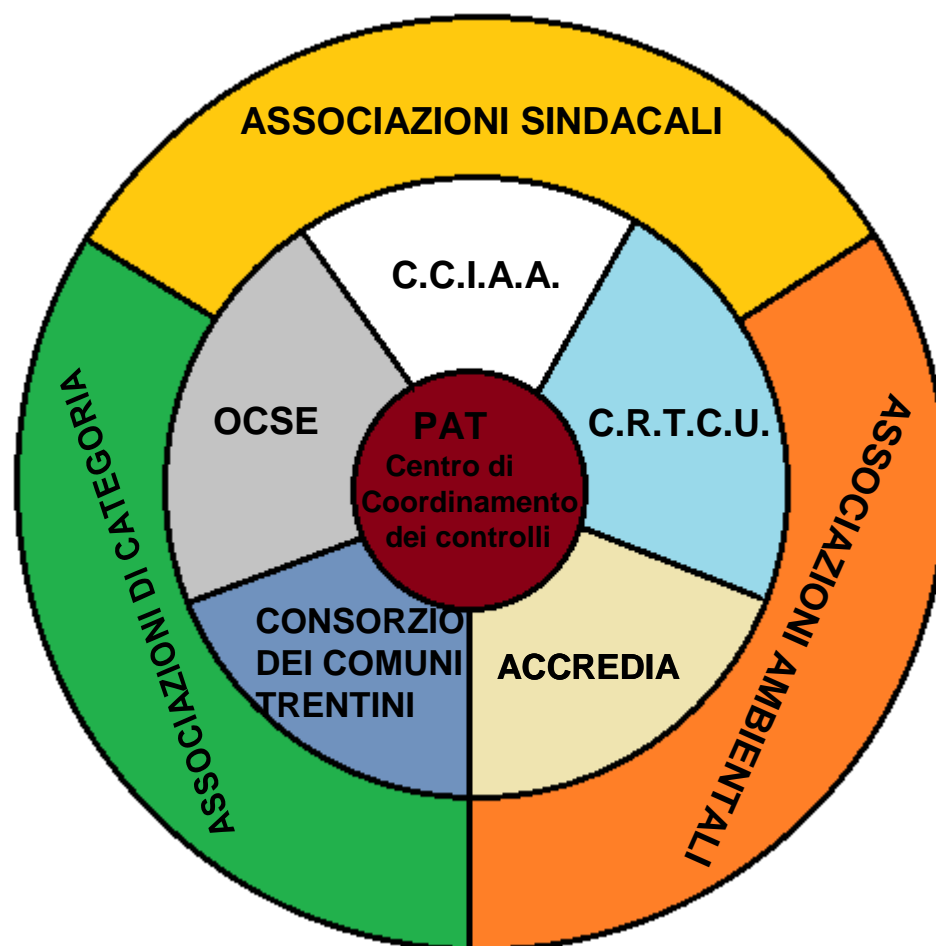 ASSOCIAZIONI SINDACALI
C.C.I.A.A.
OCSE
PAT
Centro di
Coordinamento
dei controlli
C.R.T.C.U.
ASSOCIAZIONI DI CATEGORIA
ASSOCIAZIONI AMBIENTALI
CONSORZIO
DEI COMUNI
TRENTINI
ACCREDIA